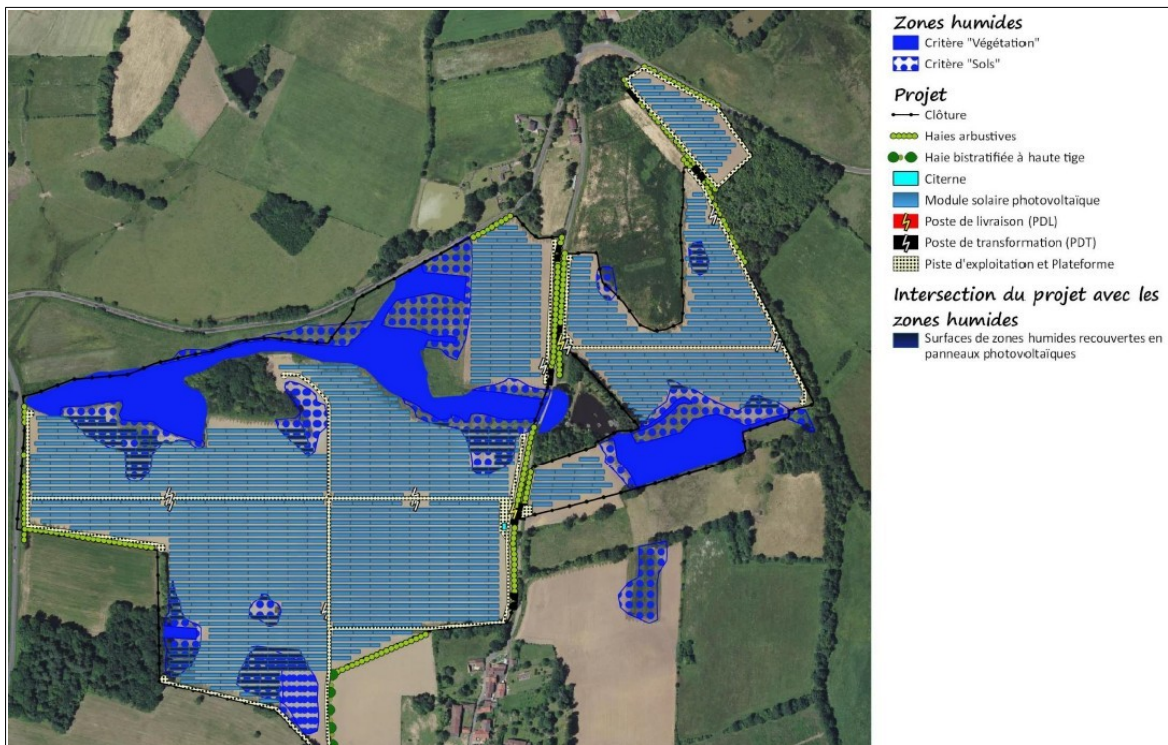 Zones humides
Critère "Végétation"
Critère "Sols"
Projet
Clôture
Haies arbustives
Haie bistratifiée à haute tige
Citerne
Module solaire photovoltaïque
Poste de livraison (PDL)
Poste de transformation (PDT)
Piste d'exploitation et Plateforme
Intersection du projet avec les
zones humides
Surfaces de zones humides recouvertes en
panneaux photovoltaïques